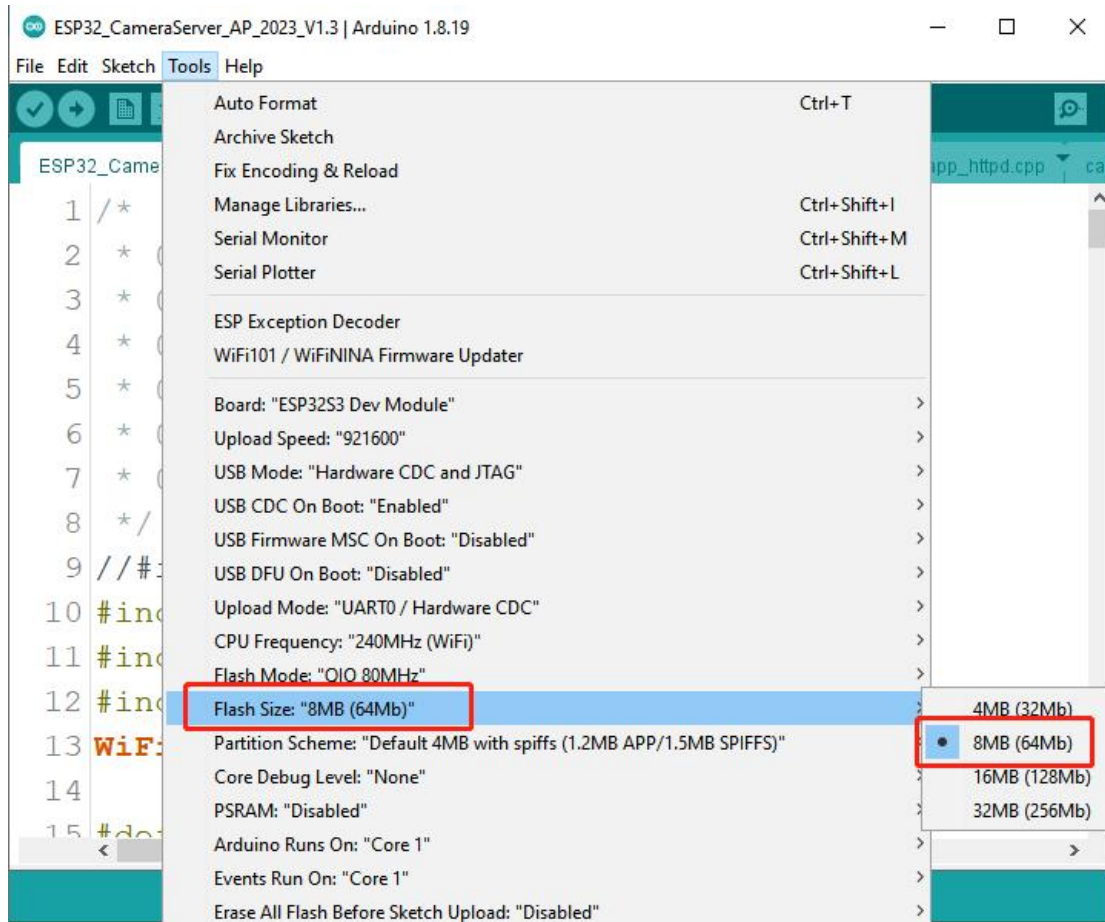 ESP32_CameraServer_AP_2023_V1.3 | Arduino 1.8.19
File Edit Sketch Tools Help
Auto Format Ctrl+T
Archive Sketch
ESP32_Came
Fix Encoding & Reload
app_httpd.cpp
ca
1 /*
Manage Libraries... Ctrl+Shift+I
Serial Monitor Ctrl+Shift+M
2 * (
Serial Plotter Ctrl+Shift+L
3 * (
ESP Exception Decoder
4 * (
WiFi101 / WiFiNINA Firmware Updater
5 * (
Board: "ESP32S3 Dev Module"
6 * (
Upload Speed: "921600"
7 * (
USB Mode: "Hardware CDC and JTAG"
USB CDC On Boot: "Enabled"
8 */
USB Firmware MSC On Boot: "Disabled"
9 //#i
USB DFU On Boot: "Disabled"
10 #inc
Upload Mode: "UART0 / Hardware CDC"
11 #inc
CPU Frequency: "240MHz (WiFi)"
Flash Mode: "QIO 80MHz"
12 #inc
Flash Size: "8MB (64Mb)"
4MB (32Mb)
13 WiFi
Partition Scheme: "Default 4MB with spiffs (1.2MB APP/1.5MB SPIFFS)"
8MB (64Mb)
Core Debug Level: "None"
16MB (128Mb)
14
PSRAM: "Disabled"
32MB (256Mb)
15 #def
Arduino Runs On: "Core 1"
Events Run On: "Core 1"
Erase All Flash Before Sketch Upload: "Disabled"